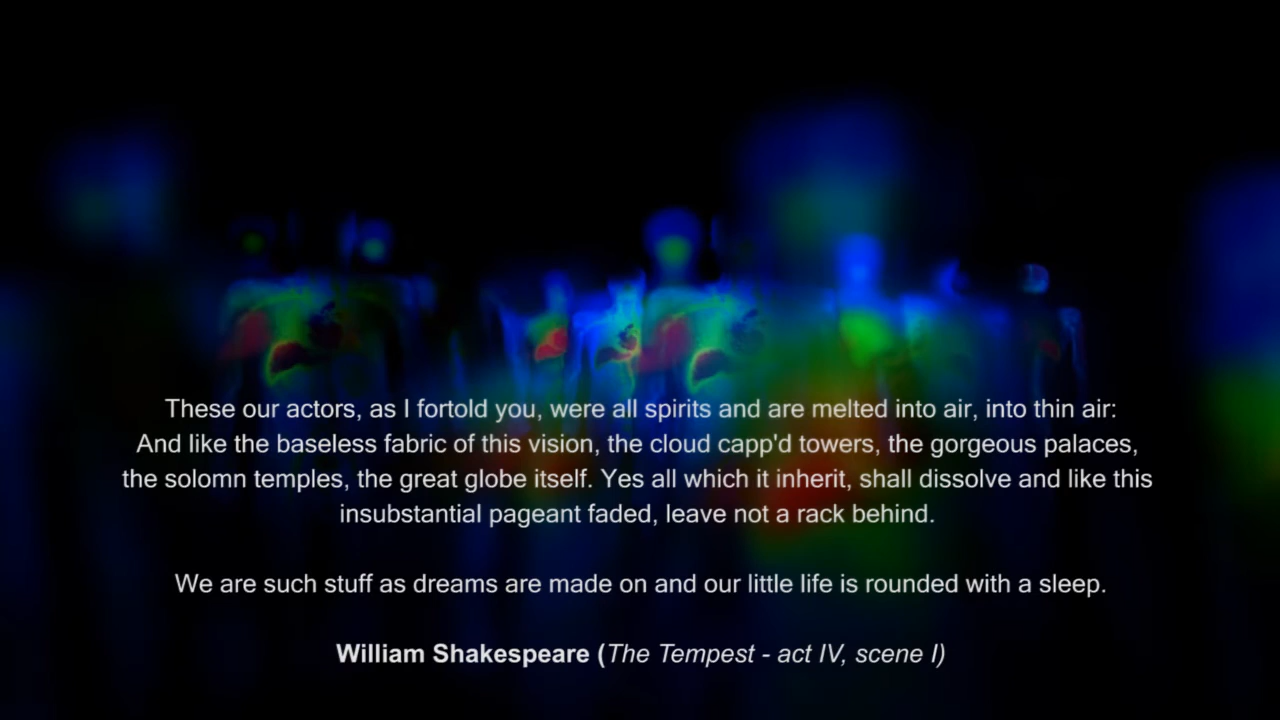 These our actors, as I fortold you, were all spirits and are melted into air, into thin air:
And like the baseless fabric of this vision, the cloud capp'd towers, the gorgeous palaces,
the solomn temples, the great globe itself. Yes all which it inherit, shall dissolve and like this
insubstantial pageant faded, leave not a rack behind.
We are such stuff as dreams are made on and our little life is rounded with a sleep.
William Shakespeare (The Tempest - act IV, scene I)